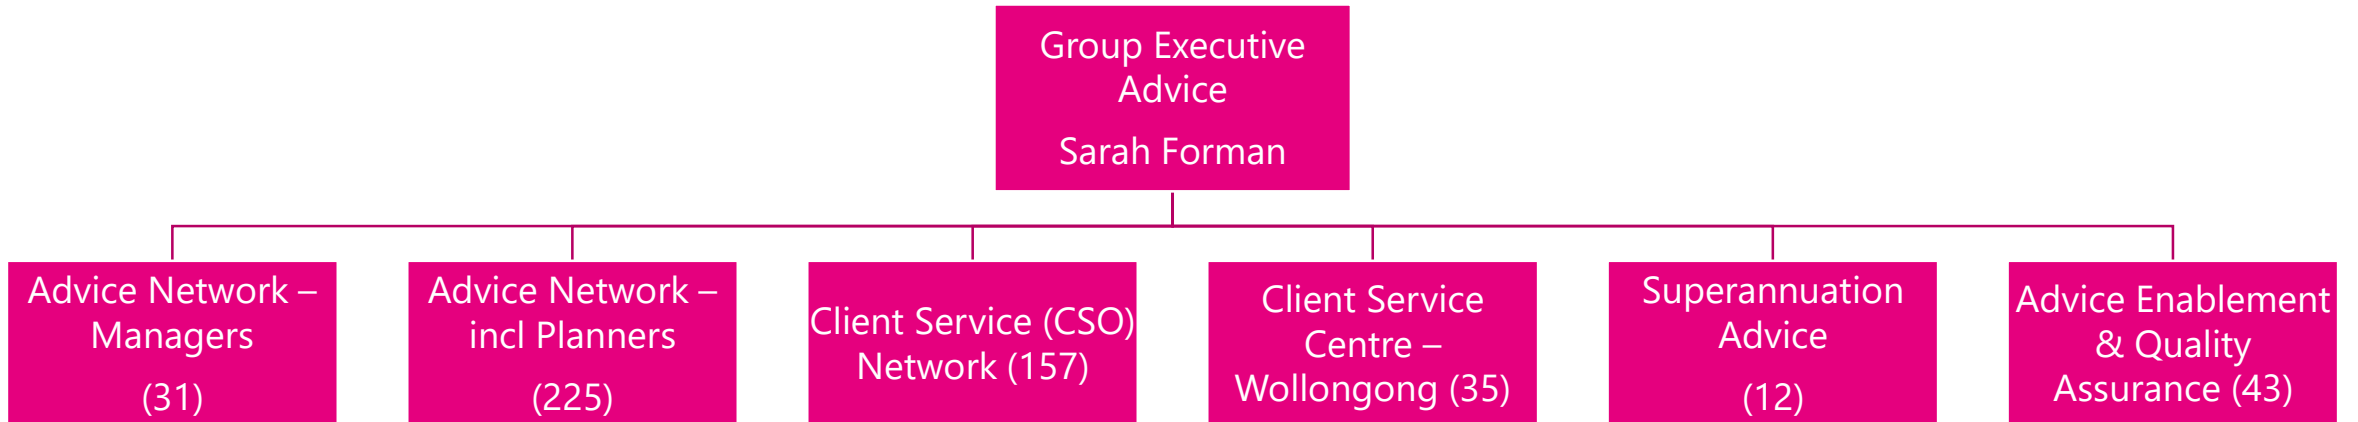 Group Executive
Advice
Sarah Forman
Advice Network –
Managers
(31)
Advice Network –
incl Planners
(225)
Client Service (CSO)
Network (157)
Client Service
Centre –
Wollongong (35)
Superannuation
Advice
(12)
Advice Enablement
& Quality
Assurance (43)